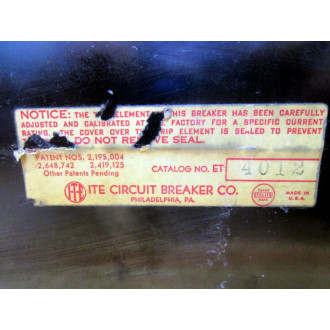 NOTICE: THE ELEMENT THIS BREAKER HAS BEEN CAREFULLY
ADJUSTED AND CALIBRATED AT FACTORY FOR A SPECIFIC CURRENT
RATING. THE COVER OVER TRIP ELEMENT IS SEALED TO PREVENT
DO NOT REMOVE SEAL.
PATENT NOS. 2,195,004
2,648,742 2,419,125
Other Patents Pending
CATALOG NO. ET 4012
ITE CIRCUIT BREAKER CO.
PHILADELPHIA, PA.
MADE IN
U.S.A.